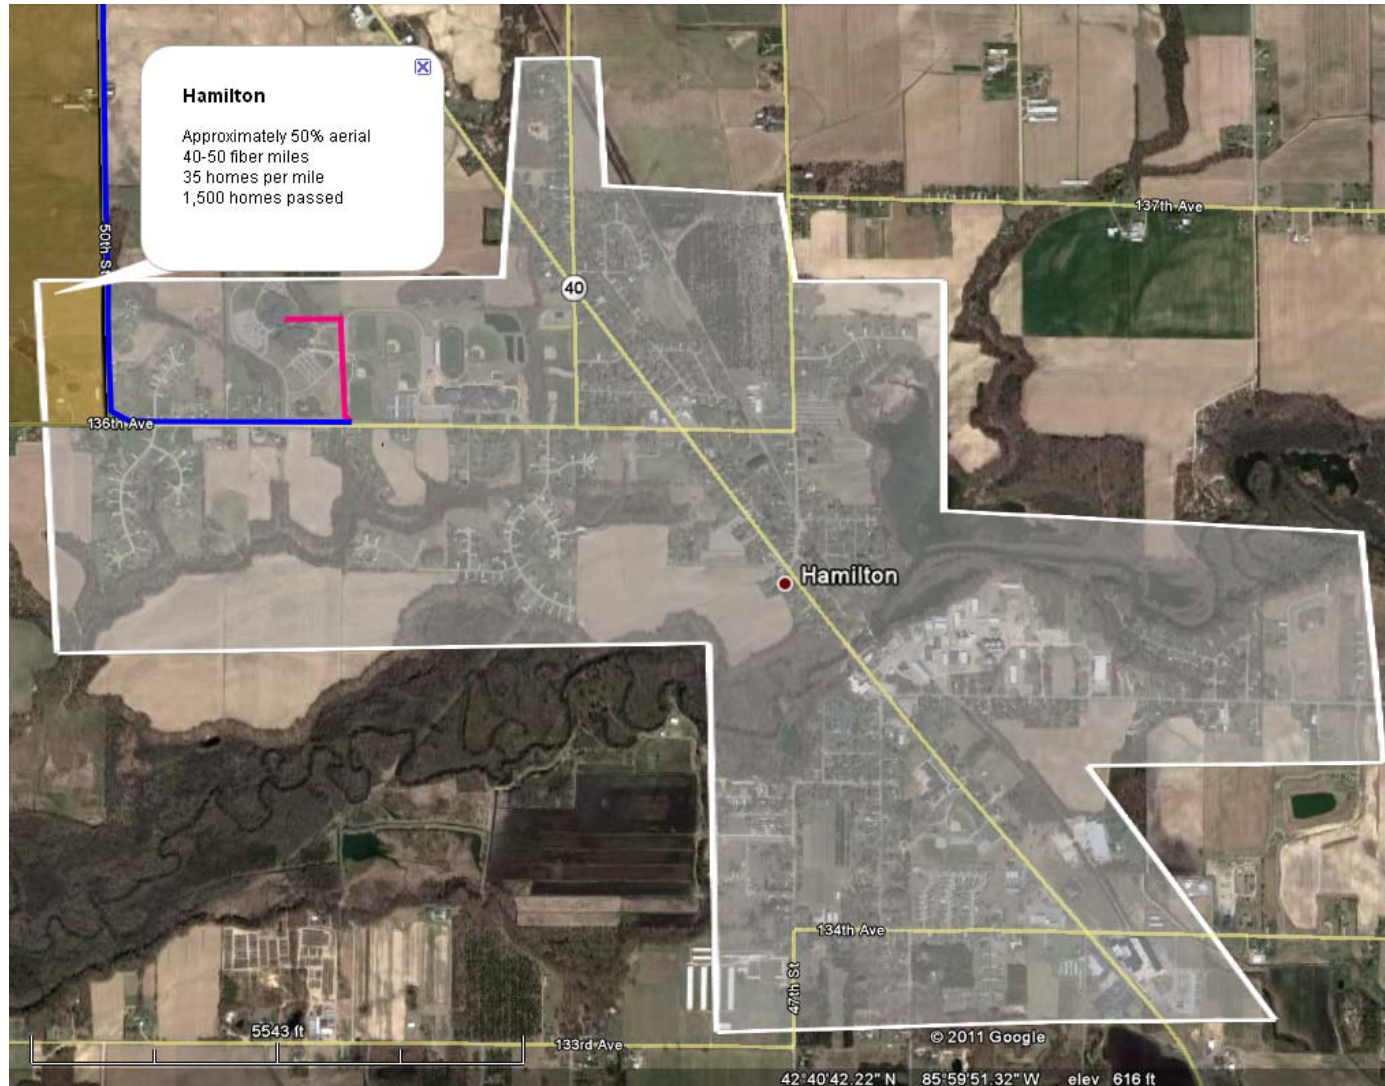 Hamilton
Approximately 50% aerial
40-50 fiber miles
35 homes per mile
1,500 homes passed
137th Ave
50th St
40
136th Ave
Hamilton
134th Ave
47th St
5543 ft
133rd Ave
© 2011 Google
42°40'42.22" N 85°59'51.32" W elev 616 ft